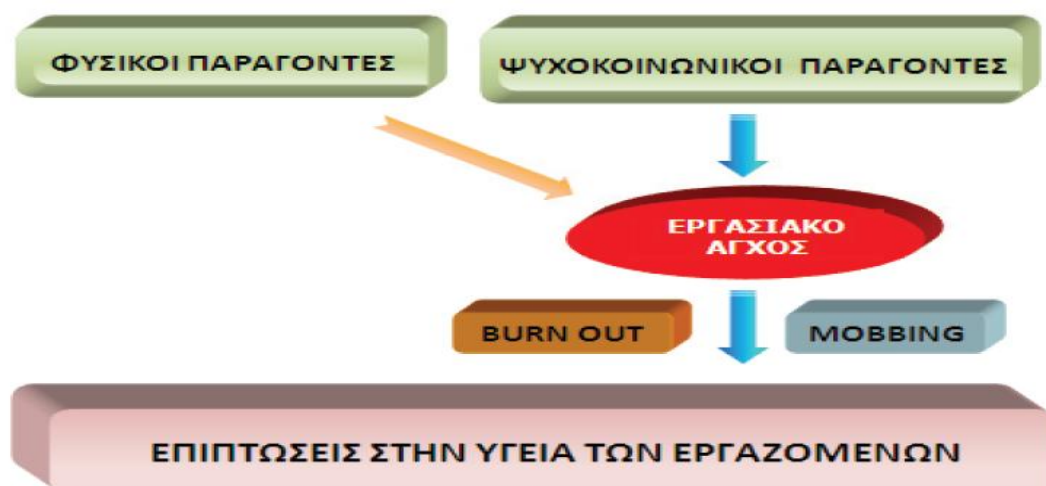 ΦΥΣΙΚΟΙ ΠΑΡΑΓΟΝΤΕΣ
ΨΥΧΟΚΟΙΝΩΝΙΚΟΙ ΠΑΡΑΓΟΝΤΕΣ
ΕΡΓΑΣΙΑΚΟ
ΑΓΧΟΣ
BURN OUT
MOBBING
ΕΠΙΠΤΩΣΕΙΣ ΣΤΗΝ ΥΓΕΙΑ ΤΩΝ ΕΡΓΑΖΟΜΕΝΩΝ